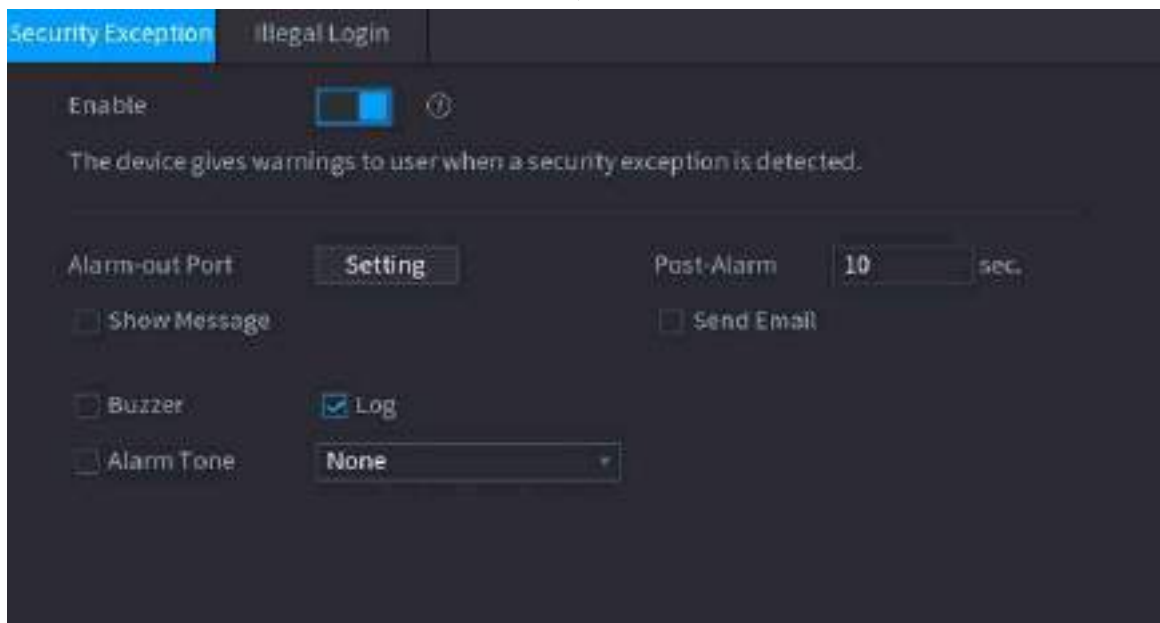 Security Exception Illegal Login
Enable
The device gives warnings to user when a security exception is detected.
Alarm-out Port Setting Post-Alarm 10 sec.
Show Message Send Email
Buzzer Log
Alarm Tone None